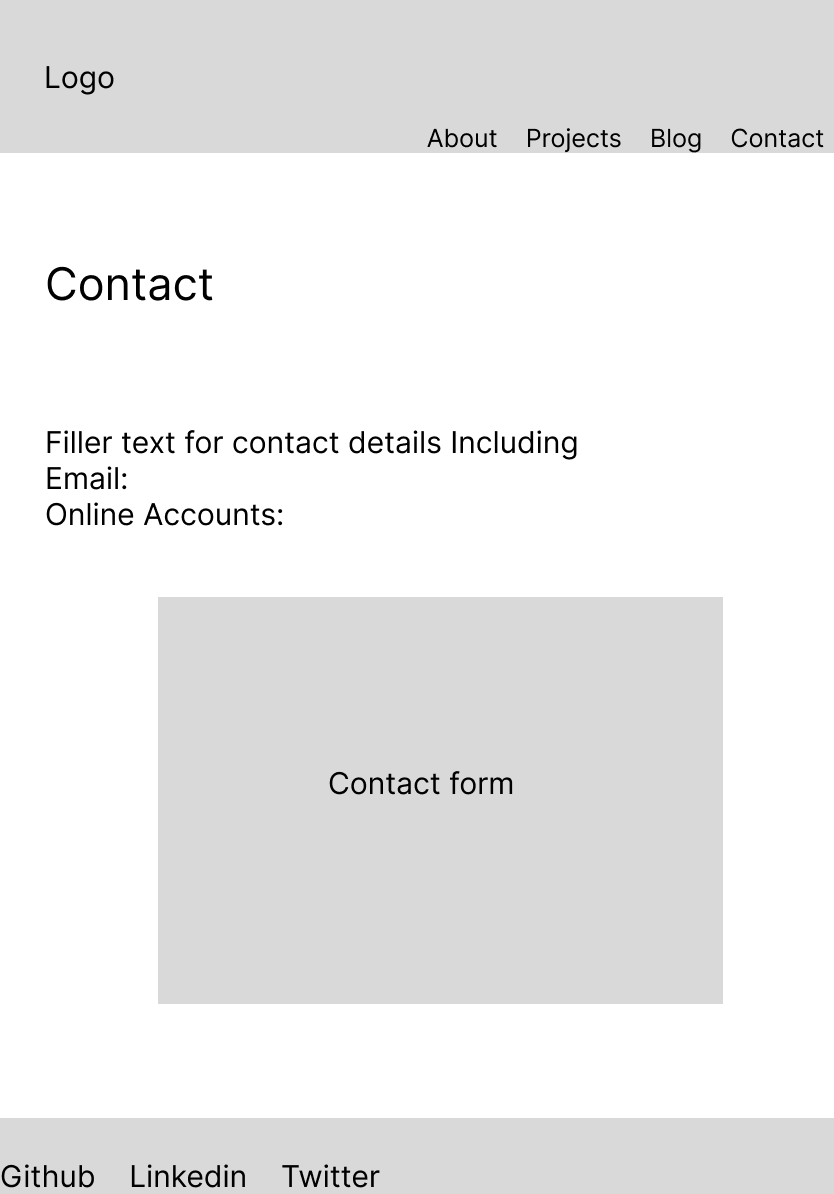 Logo
About Projects Blog Contact
Contact
Filler text for contact details Including
Email:
Online Accounts:
Contact form
Github Linkedin Twitter